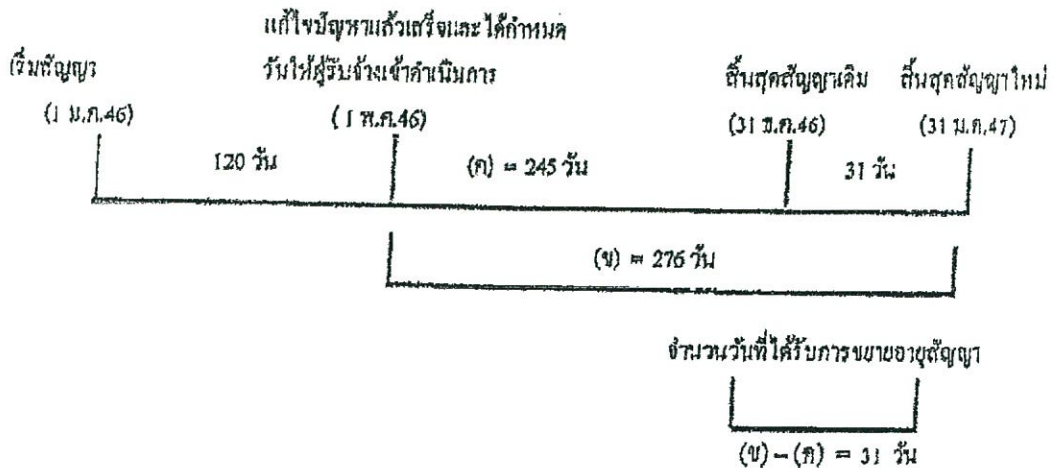 แก้ไขปัญหาแล้วเสร็จและได้กำหนด
วันให้ผู้รับจ้างเข้าดำเนินการ
(1 พ.ค.46)
เริ่มสัญญา
(1 ม.ค.46)
สิ้นสุดสัญญาเดิม
(31 ธ.ค.46)
สิ้นสุดสัญญาใหม่
(31 ม.ค.47)
120 วัน
(ค) = 245 วัน
31 วัน
(ข) = 276 วัน
จำนวนวันที่ได้รับการขยายอายุสัญญา
(ข) – (ค) = 31 วัน